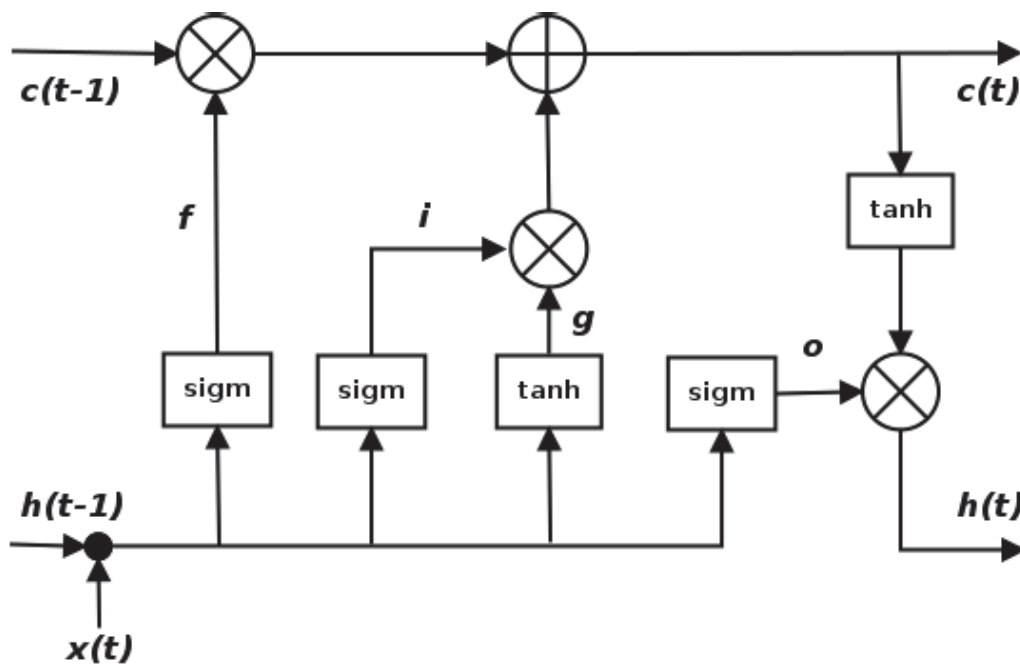 c(t-1)
c(t)
tanh
f
i
g
o
sigm
sigm
tanh
sigm
h(t-1)
h(t)
x(t)